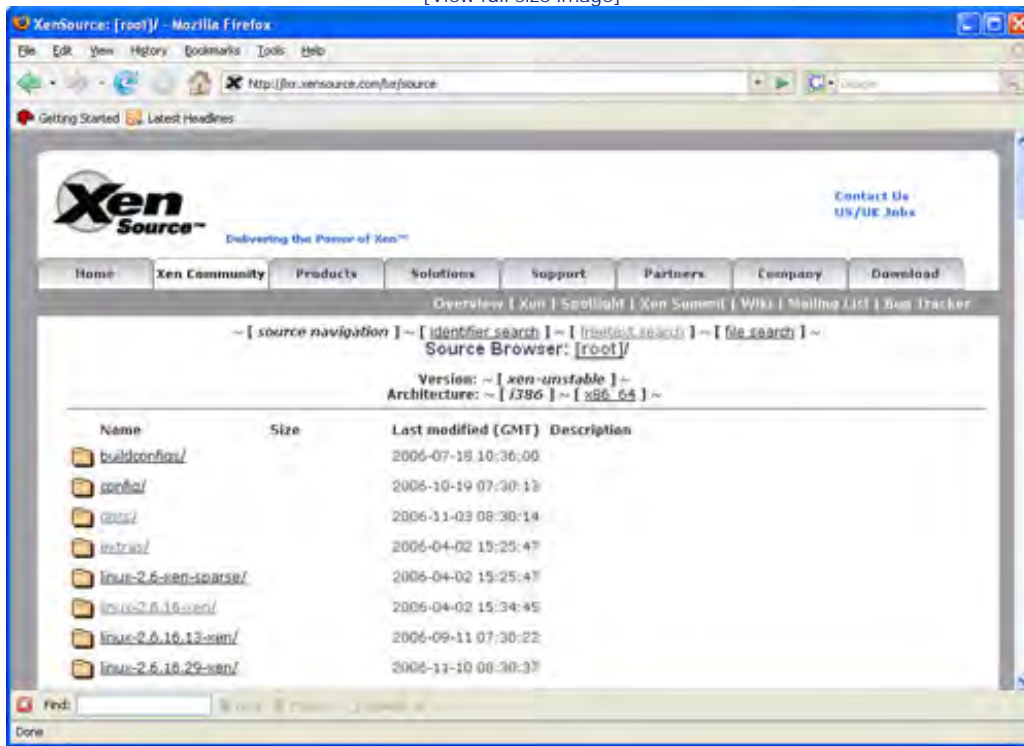 [View full size image]
XenSource: [root]/ - Mozilla Firefox
File Edit View History Bookmarks Tools Help
http://lxr.xensource.com/lxr/source
Getting Started Latest Headlines
Xen Source™
Delivering the Power of Xen™
Contact Us
US/UK Jobs
Home Xen Community Products Solutions Support Partners Company Download
Overview | Xen | Spotlight | Xen Summit | Wiki | Mailing List | Bug Tracker
~ [ source navigation ] ~ [ identifier search ] ~ [ freetext search ] ~ [ file search ] ~
Source Browser: [root]/
Version: ~ [ xen-unstable ] ~
Architecture: ~ [ i386 ] ~ [ x86_64 ] ~
Name Size Last modified (GMT) Description
buildconfigs/ 2006-07-18 10:36:00
config/ 2006-10-19 07:30:13
docs/ 2006-11-03 08:30:14
extras/ 2006-04-02 15:25:47
linux-2.6-xen-sparse/ 2006-04-02 15:25:47
linux-2.6.16-xen/ 2006-04-02 15:34:45
linux-2.6.16.13-xen/ 2006-09-11 07:30:22
linux-2.6.16.29-xen/ 2006-11-10 08:30:37
Find:
Done